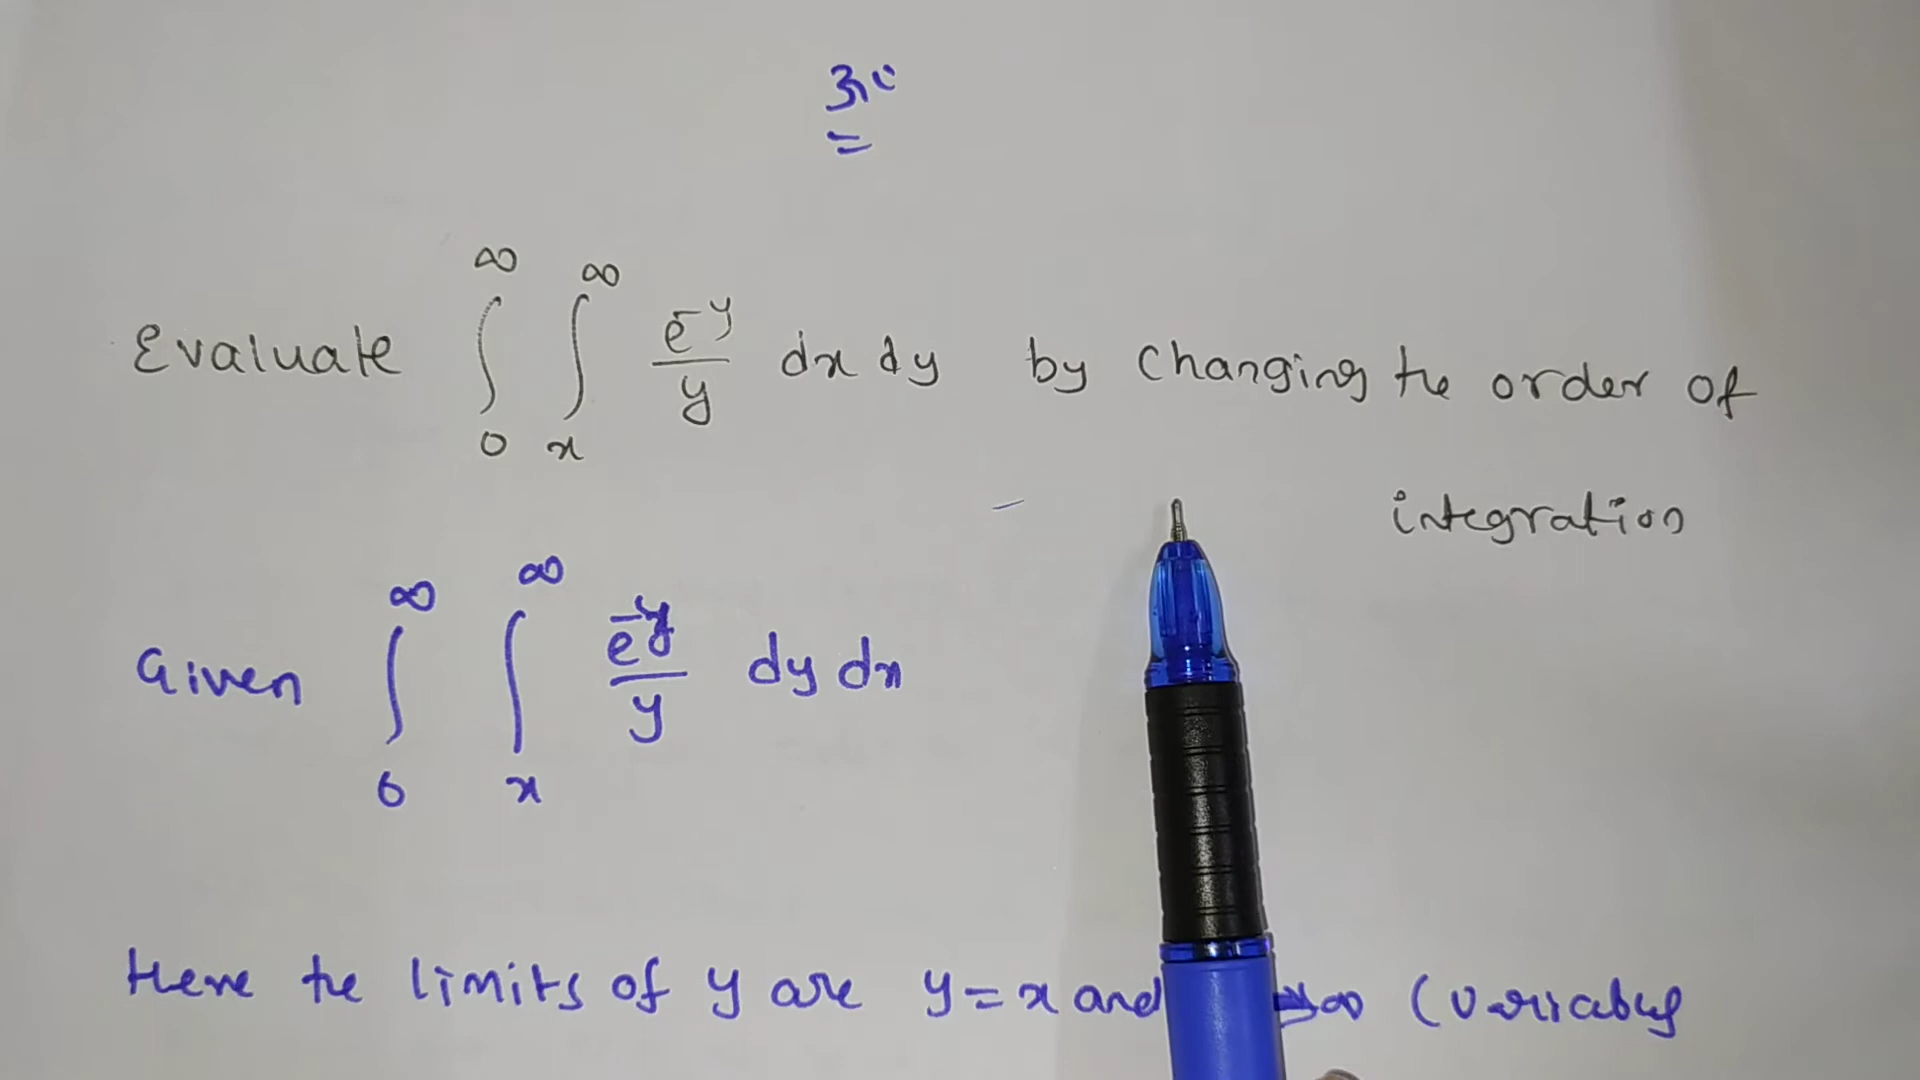 Evaluate ∫₀^∞ ∫ₓ^∞ e^-y/y dx dy by changing the order of
integration
Given ∫₀^∞ ∫ₓ^∞ e^-y/y dy dx
Here the limits of y are y=x and ∞ (variables